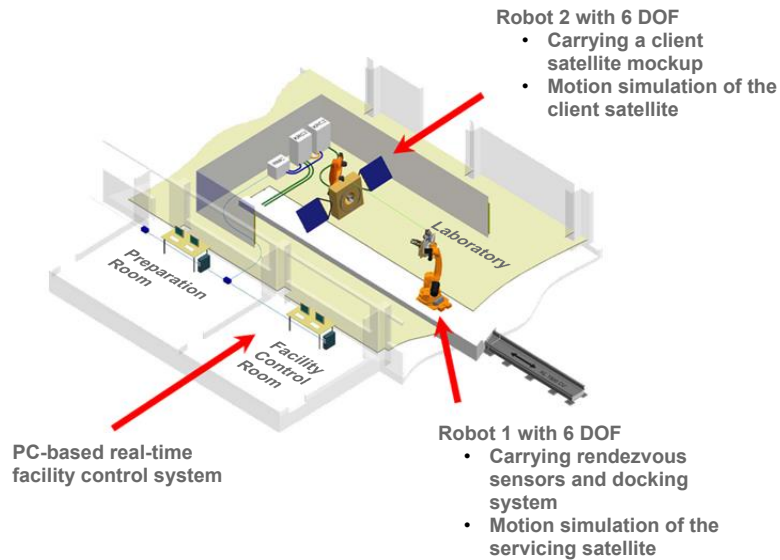 Robot 2 with 6 DOF
• Carrying a client
satellite mockup
• Motion simulation of the
client satellite
Laboratory
Preparation
Room
Facility
Control
Room
PC-based real-time
facility control system
Robot 1 with 6 DOF
• Carrying rendezvous
sensors and docking
system
• Motion simulation of the
servicing satellite